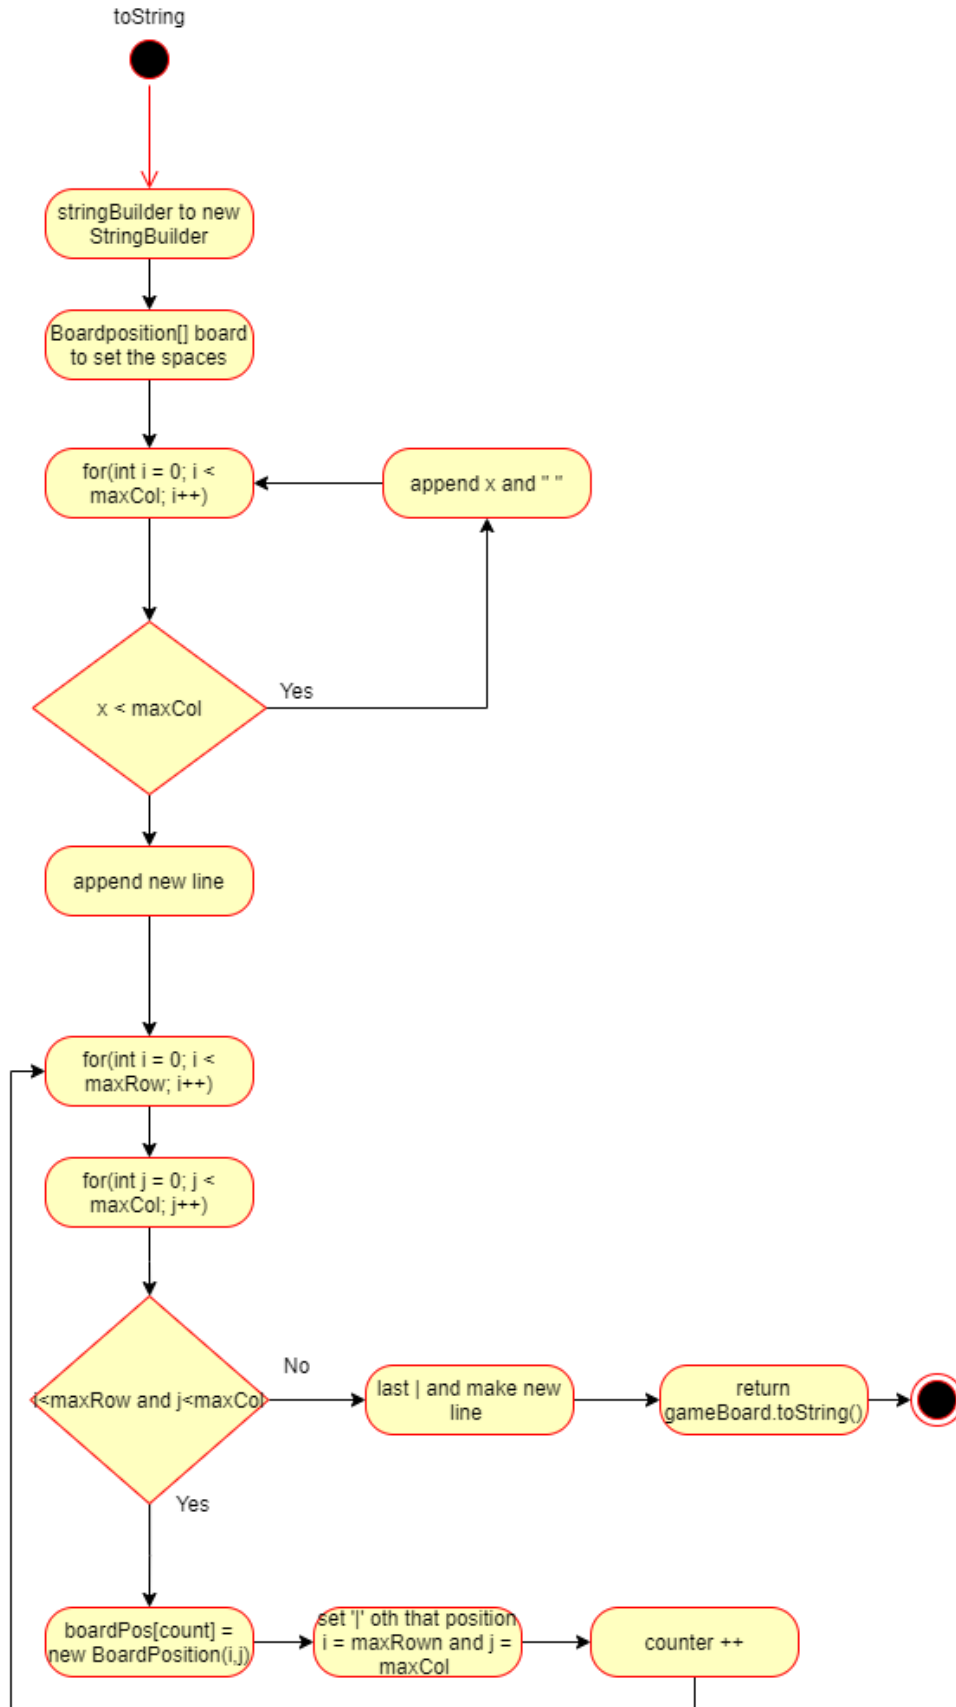 toString
stringBuilder to new
StringBuilder
Boardposition[] board
to set the spaces
for(int i = 0; i <
maxCol; i++)
append x and " "
x < maxCol
Yes
append new line
for(int i = 0; i <
maxRow; i++)
for(int j = 0; j <
maxCol; j++)
i<maxRow and j<maxCol
No
last | and make new
line
return
gameBoard.toString()
Yes
boardPos[count] =
new BoardPosition(i,j)
set '|' oth that position
i = maxRown and j =
maxCol
counter ++